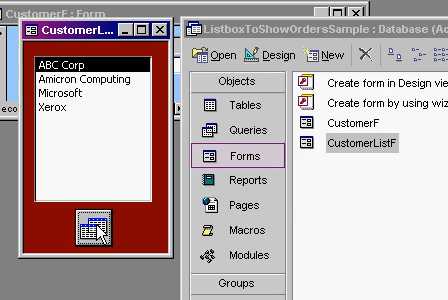 CustomerF : Form
CustomerL...
ABC Corp
Amicron Computing
Microsoft
Xerox
ListboxToShowOrdersSample : Database (Ac
Open Design New
Objects
Tables
Queries
Forms
Reports
Pages
Macros
Modules
Groups
Create form in Design vie
Create form by using wiz
CustomerF
CustomerListF